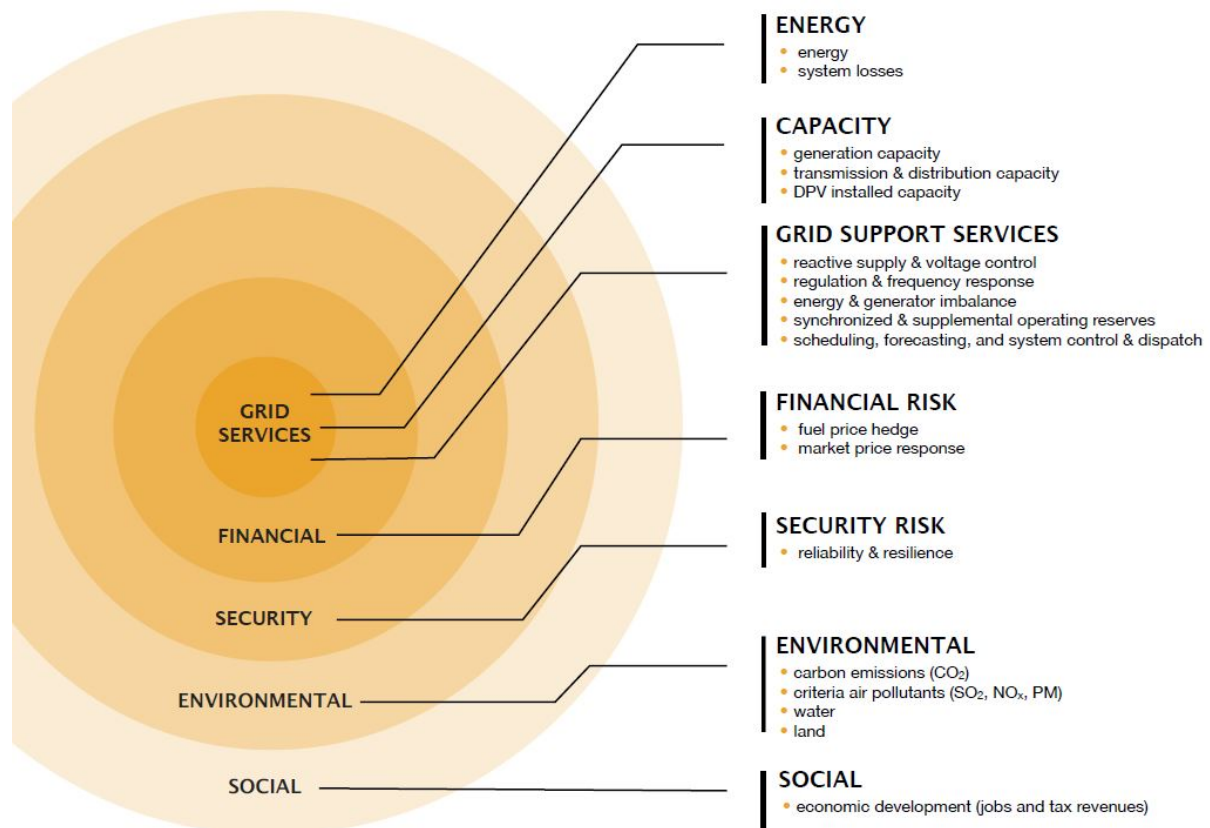 ENERGY
• energy
• system losses
CAPACITY
• generation capacity
• transmission & distribution capacity
• DPV installed capacity
GRID SUPPORT SERVICES
• reactive supply & voltage control
• regulation & frequency response
• energy & generator imbalance
• synchronized & supplemental operating reserves
• scheduling, forecasting, and system control & dispatch
GRID
SERVICES
FINANCIAL RISK
• fuel price hedge
• market price response
FINANCIAL
SECURITY RISK
• reliability & resilience
SECURITY
ENVIRONMENTAL
• carbon emissions (CO₂)
• criteria air pollutants (SO₂, NOₓ, PM)
• water
• land
ENVIRONMENTAL
SOCIAL
• economic development (jobs and tax revenues)
SOCIAL